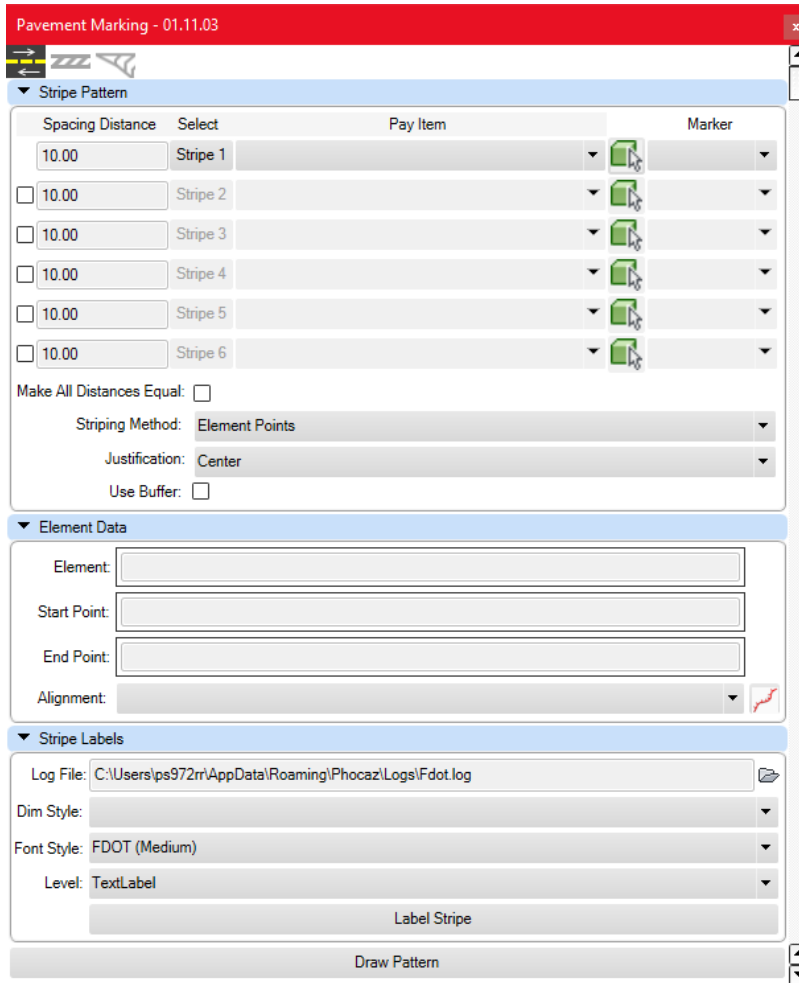 Pavement Marking - 01.11.03
x
Stripe Pattern
Spacing Distance Select Pay Item Marker
10.00 Stripe 1
10.00 Stripe 2
10.00 Stripe 3
10.00 Stripe 4
10.00 Stripe 5
10.00 Stripe 6
Make All Distances Equal:
Striping Method: Element Points
Justification: Center
Use Buffer:
Element Data
Element:
Start Point:
End Point:
Alignment:
Stripe Labels
Log File: C:\Users\ps972rr\AppData\Roaming\Phocaz\Logs\Fdot.log
Dim Style:
Font Style: FDOT (Medium)
Level: TextLabel
Label Stripe
Draw Pattern